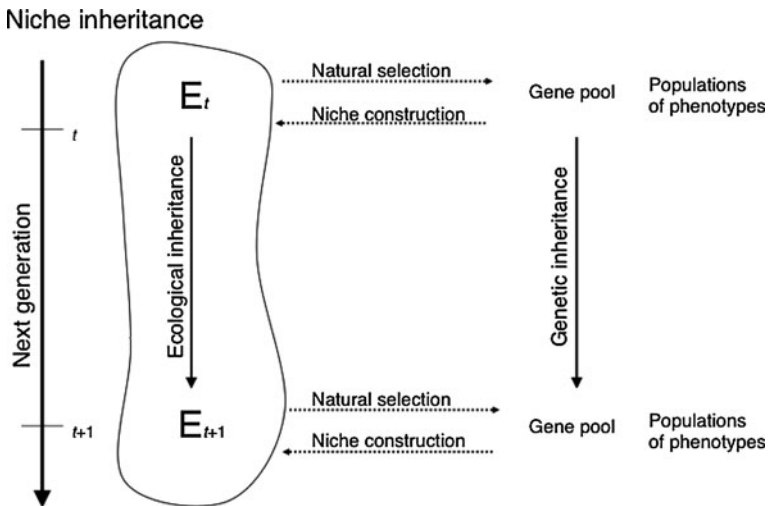 Niche inheritance
E t
Natural selection
Niche construction
Gene pool
Populations
of phenotypes
t
Next generation
Ecological inheritance
Genetic inheritance
E t+1
Natural selection
Niche construction
Gene pool
Populations
of phenotypes
t+1